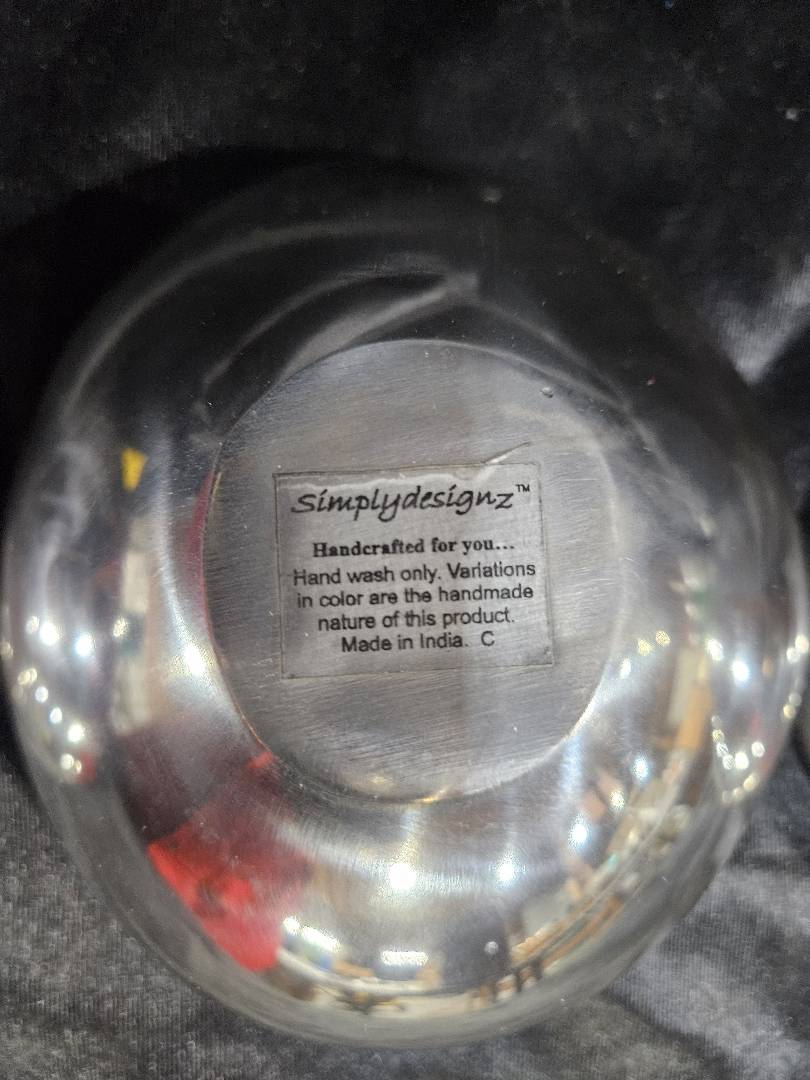 Simplydesignz™
Handcrafted for you...
Hand wash only. Variations
in color are the handmade
nature of this product.
Made in India. C